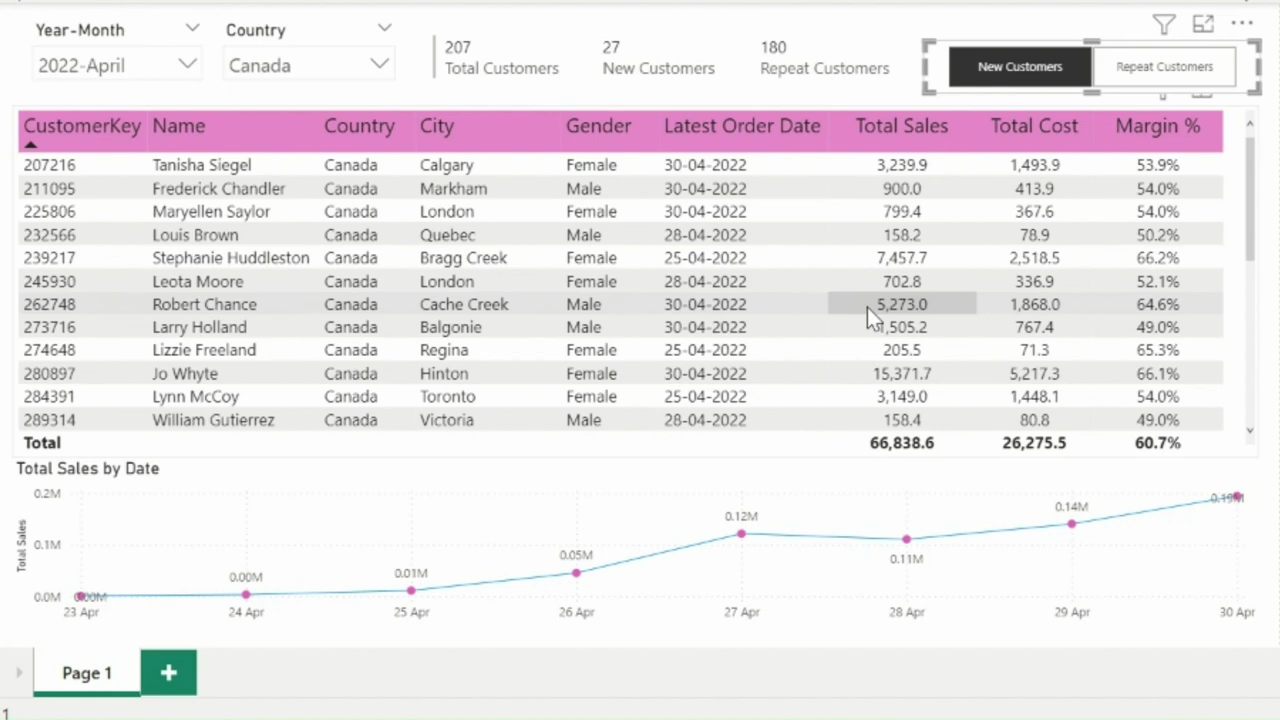 Year-Month
2022-April
Country
Canada
207
Total Customers
27
New Customers
180
Repeat Customers
New Customers
Repeat Customers
CustomerKey Name Country City Gender Latest Order Date Total Sales Total Cost Margin %
207216 Tanisha Siegel Canada Calgary Female 30-04-2022 3,239.9 1,493.9 53.9%
211095 Frederick Chandler Canada Markham Male 30-04-2022 900.0 413.9 54.0%
225806 Maryellen Saylor Canada London Female 30-04-2022 799.4 367.6 54.0%
232566 Louis Brown Canada Quebec Male 28-04-2022 158.2 78.9 50.2%
239217 Stephanie Huddleston Canada Bragg Creek Female 25-04-2022 7,457.7 2,518.5 66.2%
245930 Leota Moore Canada London Female 28-04-2022 702.8 336.9 52.1%
262748 Robert Chance Canada Cache Creek Male 30-04-2022 5,273.0 1,868.0 64.6%
273716 Larry Holland Canada Balgonie Male 30-04-2022 1,505.2 767.4 49.0%
274648 Lizzie Freeland Canada Regina Female 25-04-2022 205.5 71.3 65.3%
280897 Jo Whyte Canada Hinton Female 30-04-2022 15,371.7 5,217.3 66.1%
284391 Lynn McCoy Canada Toronto Female 25-04-2022 3,149.0 1,448.1 54.0%
289314 William Gutierrez Canada Victoria Male 28-04-2022 158.4 80.8 49.0%
Total 66,838.6 26,275.5 60.7%
Total Sales by Date
Total Sales
0.2M
0.1M
0.0M
0.00M
0.00M
0.01M
0.05M
0.12M
0.11M
0.14M
0.19M
23 Apr 24 Apr 25 Apr 26 Apr 27 Apr 28 Apr 29 Apr 30 Apr
Page 1
1